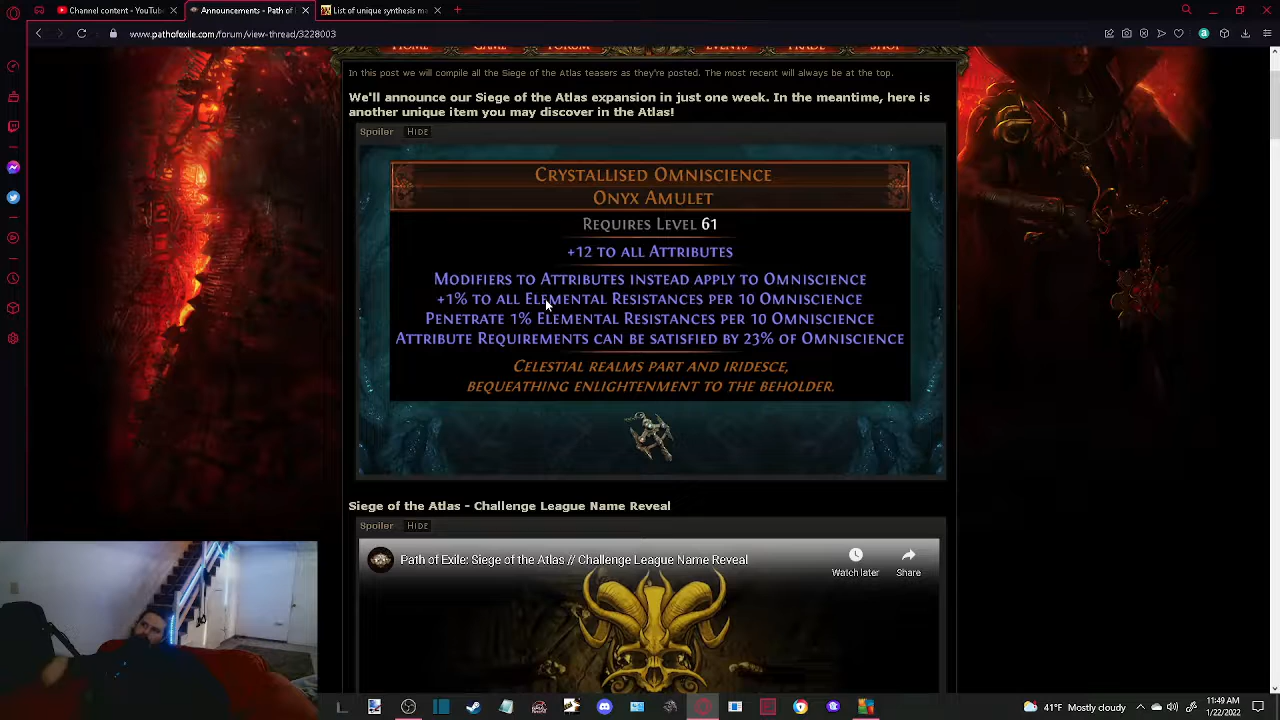 Content - YouTub
Announcements - Path of E
List of unique synthesis ma
www.pathofexile.com/forum/view-thread/3228003
HOME GAME FORUM EVENTS TRADE SHOP
In this post we will compile all the Siege of the Atlas teasers as they're posted. The most recent will always be at the top.
We'll announce our Siege of the Atlas expansion in just one week. In the meantime, here is
another unique item you may discover in the Atlas!
Spoiler HIDE
Crystallised Omniscience
Onyx Amulet
Requires Level 61
+12 to all Attributes
Modifiers to Attributes instead apply to Omniscience
+1% to all Elemental Resistances per 10 Omniscience
Penetrate 1% Elemental Resistances per 10 Omniscience
Attribute Requirements can be satisfied by 23% of Omniscience
Celestial realms part and iridesce,
bequeathing enlightenment to the beholder.
Siege of the Atlas - Challenge League Name Reveal
Spoiler HIDE
Path of Exile: Siege of the Atlas // Challenge League Name Reveal
Watch later Share
41°F Mostly cloudy
11:49 AM
1/22/2022